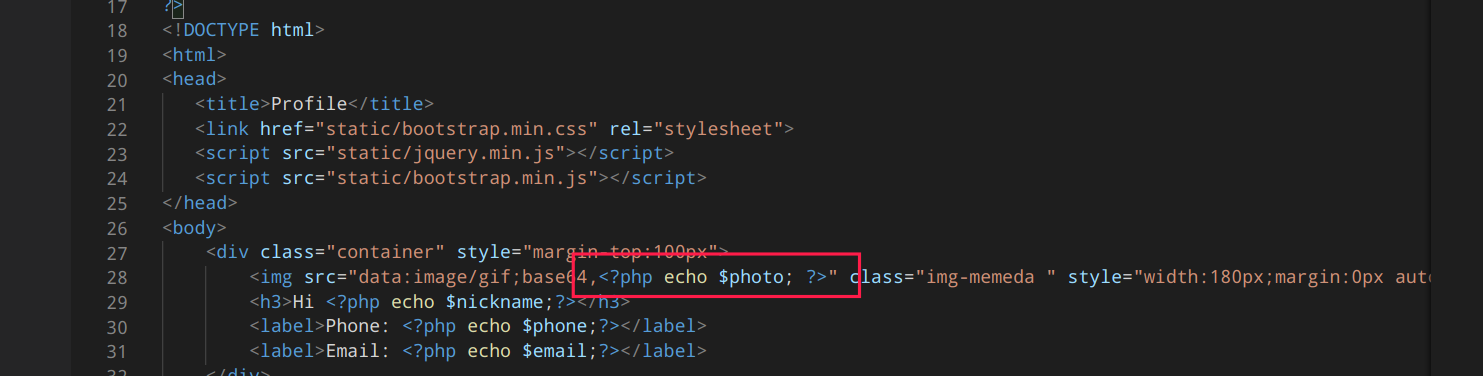 17 ?>
18 <!DOCTYPE html>
19 <html>
20 <head>
21 <title>Profile</title>
22 <link href="static/bootstrap.min.css" rel="stylesheet">
23 <script src="static/jquery.min.js"></script>
24 <script src="static/bootstrap.min.js"></script>
25 </head>
26 <body>
27 <div class="container" style="margin-top:100px">
28 <img src="data:image/gif;base64,<?php echo $photo; ?>" class="img-memeda " style="width:180px;margin:0px aut
29 <h3>Hi <?php echo $nickname;?></h3>
30 <label>Phone: <?php echo $phone;?></label>
31 <label>Email: <?php echo $email;?></label>
32 </div>